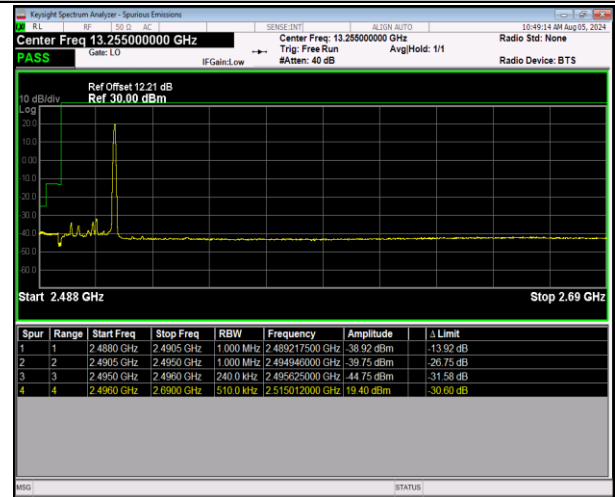 Keysight Spectrum Analyzer - Spurious Emissions
RL RF 50 Ω AC SENSE:INT ALIGN AUTO 10:49:14 AM Aug 05, 2024
Center Freq 13.255000000 GHz Center Freq: 13.255000000 GHz Radio Std: None
PASS Gate: LO IFGain:Low Trig: Free Run Avg|Hold: 1/1
#Atten: 40 dB Radio Device: BTS
Ref Offset 12.21 dB
10 dB/div Ref 30.00 dBm
Log
20.0
10.0
0.00
10.0
20.0
30.0
40.0
50.0
60.0
Start 2.488 GHz Stop 2.69 GHz
Spur Range Start Freq Stop Freq RBW Frequency Amplitude Δ Limit
1 1 2.4880 GHz 2.4905 GHz 1.000 MHz 2.489217500 GHz -38.92 dBm -13.92 dB
2 2 2.4905 GHz 2.4950 GHz 1.000 MHz 2.494946000 GHz -39.75 dBm -26.75 dB
3 3 2.4950 GHz 2.4960 GHz 240.0 kHz 2.495625000 GHz -44.75 dBm -31.58 dB
4 4 2.4960 GHz 2.6900 GHz 510.0 kHz 2.515012000 GHz 19.40 dBm -30.60 dB
MSG STATUS